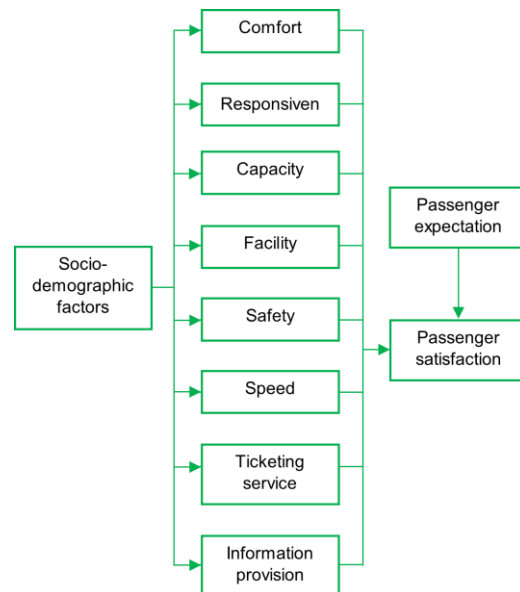 Comfort
Responsiven
Capacity
Passenger
expectation
Facility
Socio-
demographic
factors
Safety
Passenger
satisfaction
Speed
Ticketing
service
Information
provision